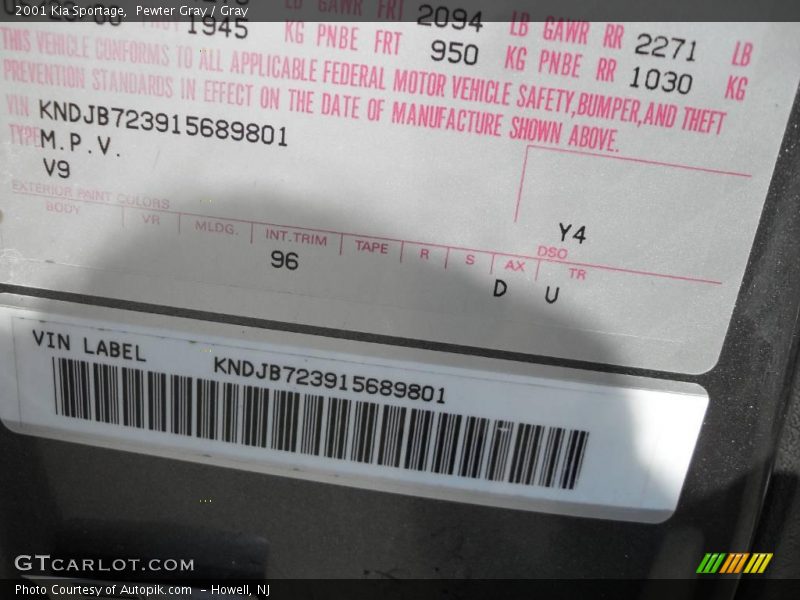 2001 Kia Sportage, Pewter Gray / Gray
GAWR FRT 2094 LB GAWR RR 2271 LB
1945 KG PNBE FRT 950 KG PNBE RR 1030 KG
THIS VEHICLE CONFORMS TO ALL APPLICABLE FEDERAL MOTOR VEHICLE SAFETY,BUMPER,AND THEFT
PREVENTION STANDARDS IN EFFECT ON THE DATE OF MANUFACTURE SHOWN ABOVE.
VIN KNDJB723915689801
TYPE M.P.V.
V9
EXTERIOR PAINT COLORS
Y4
DSO
BODY VR MLDG. INT.TRIM TAPE R S AX TR
96 D U
VIN LABEL KNDJB723915689801
GTCARLOT.COM
Photo Courtesy of Autopik.com - Howell, NJ